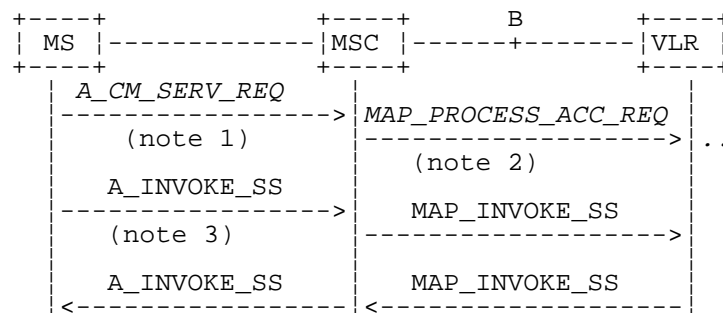 B
MS MSC VLR
A_CM_SERV_REQ
MAP_PROCESS_ACC_REQ
(note 1) ..
(note 2)
A_INVOKE_SS
MAP_INVOKE_SS
(note 3)
A_INVOKE_SS MAP_INVOKE_SS